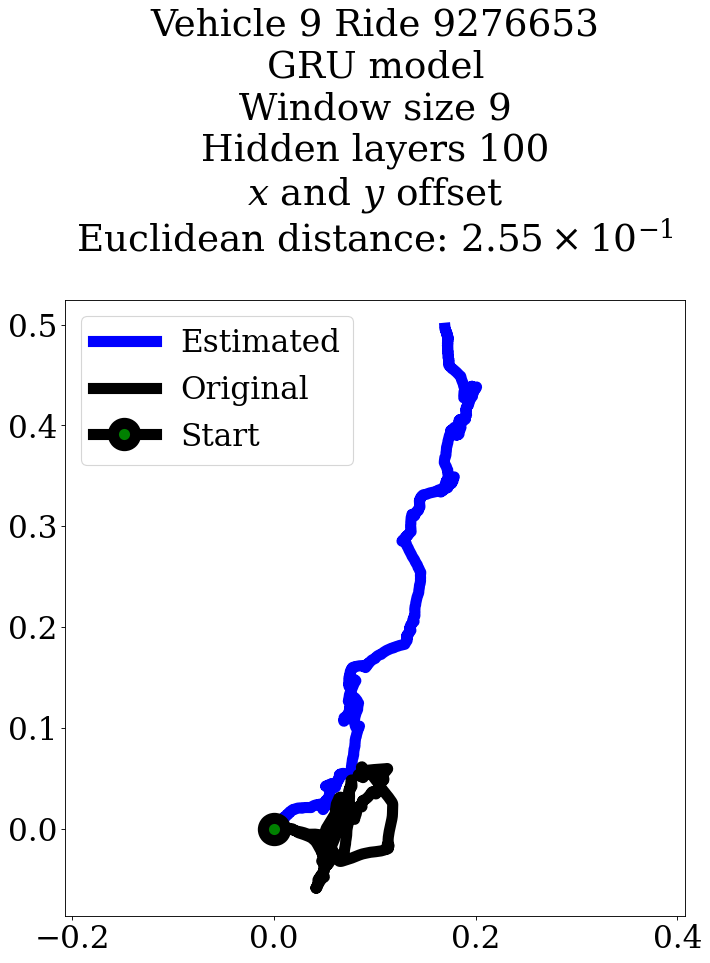 Vehicle 9 Ride 9276653
GRU model
Window size 9
Hidden layers 100
x and y offset
Euclidean distance: 2.55 × 10⁻¹
Estimated
Original
Start
0.5
0.4
0.3
0.2
0.1
0.0
−0.2 0.0 0.2 0.4